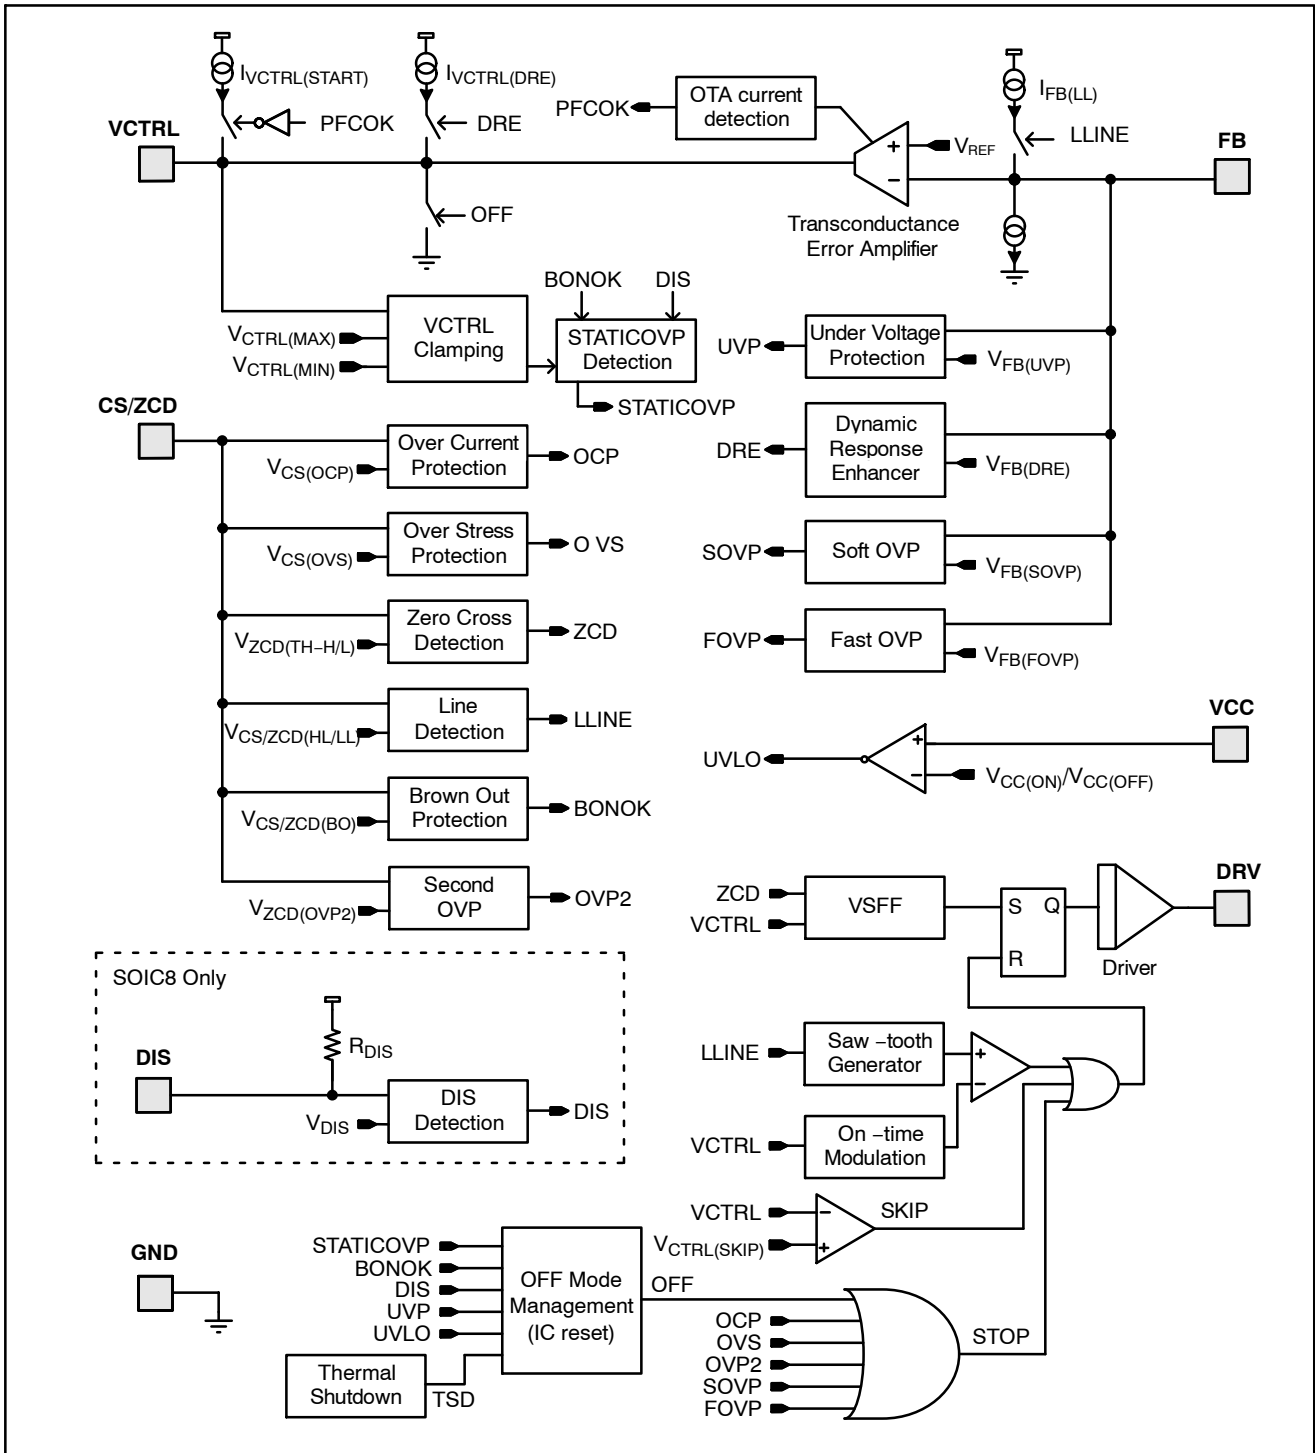 IVCTRL(START)
IVCTRL(DRE)
IFB(LL)
PFCOK
OTA current
detection
PFCOK
DRE
LLINE
VCTRL
VREF
FB
+
−
OFF
Transconductance
Error Amplifier
BONOK
DIS
VCTRL(MAX)
VCTRL(MIN)
VCTRL
Clamping
STATICOVP
Detection
STATICOVP
UVP
Under Voltage
Protection
VFB(UVP)
CS/ZCD
VCS(OCP)
Over Current
Protection
OCP
DRE
Dynamic
Response
Enhancer
VFB(DRE)
VCS(OVS)
Over Stress
Protection
O VS
SOVP
Soft OVP
VFB(SOVP)
VZCD(TH−H/L)
Zero Cross
Detection
ZCD
FOVP
Fast OVP
VFB(FOVP)
VCS/ZCD(HL/LL)
Line
Detection
LLINE
VCC
UVLO
+
−
VCC(ON)/VCC(OFF)
VCS/ZCD(BO)
Brown Out
Protection
BONOK
VZCD(OVP2)
Second
OVP
OVP2
ZCD
VCTRL
VSFF
S
Q
R
Driver
DRV
SOIC8 Only
RDIS
DIS
VDIS
DIS
Detection
DIS
LLINE
Saw −tooth
Generator
+
−
VCTRL
On −time
Modulation
VCTRL
VCTRL(SKIP)
−
+
SKIP
GND
STATICOVP
BONOK
DIS
UVP
UVLO
OFF Mode
Management
(IC reset)
OFF
Thermal
Shutdown
TSD
OCP
OVS
OVP2
SOVP
FOVP
STOP